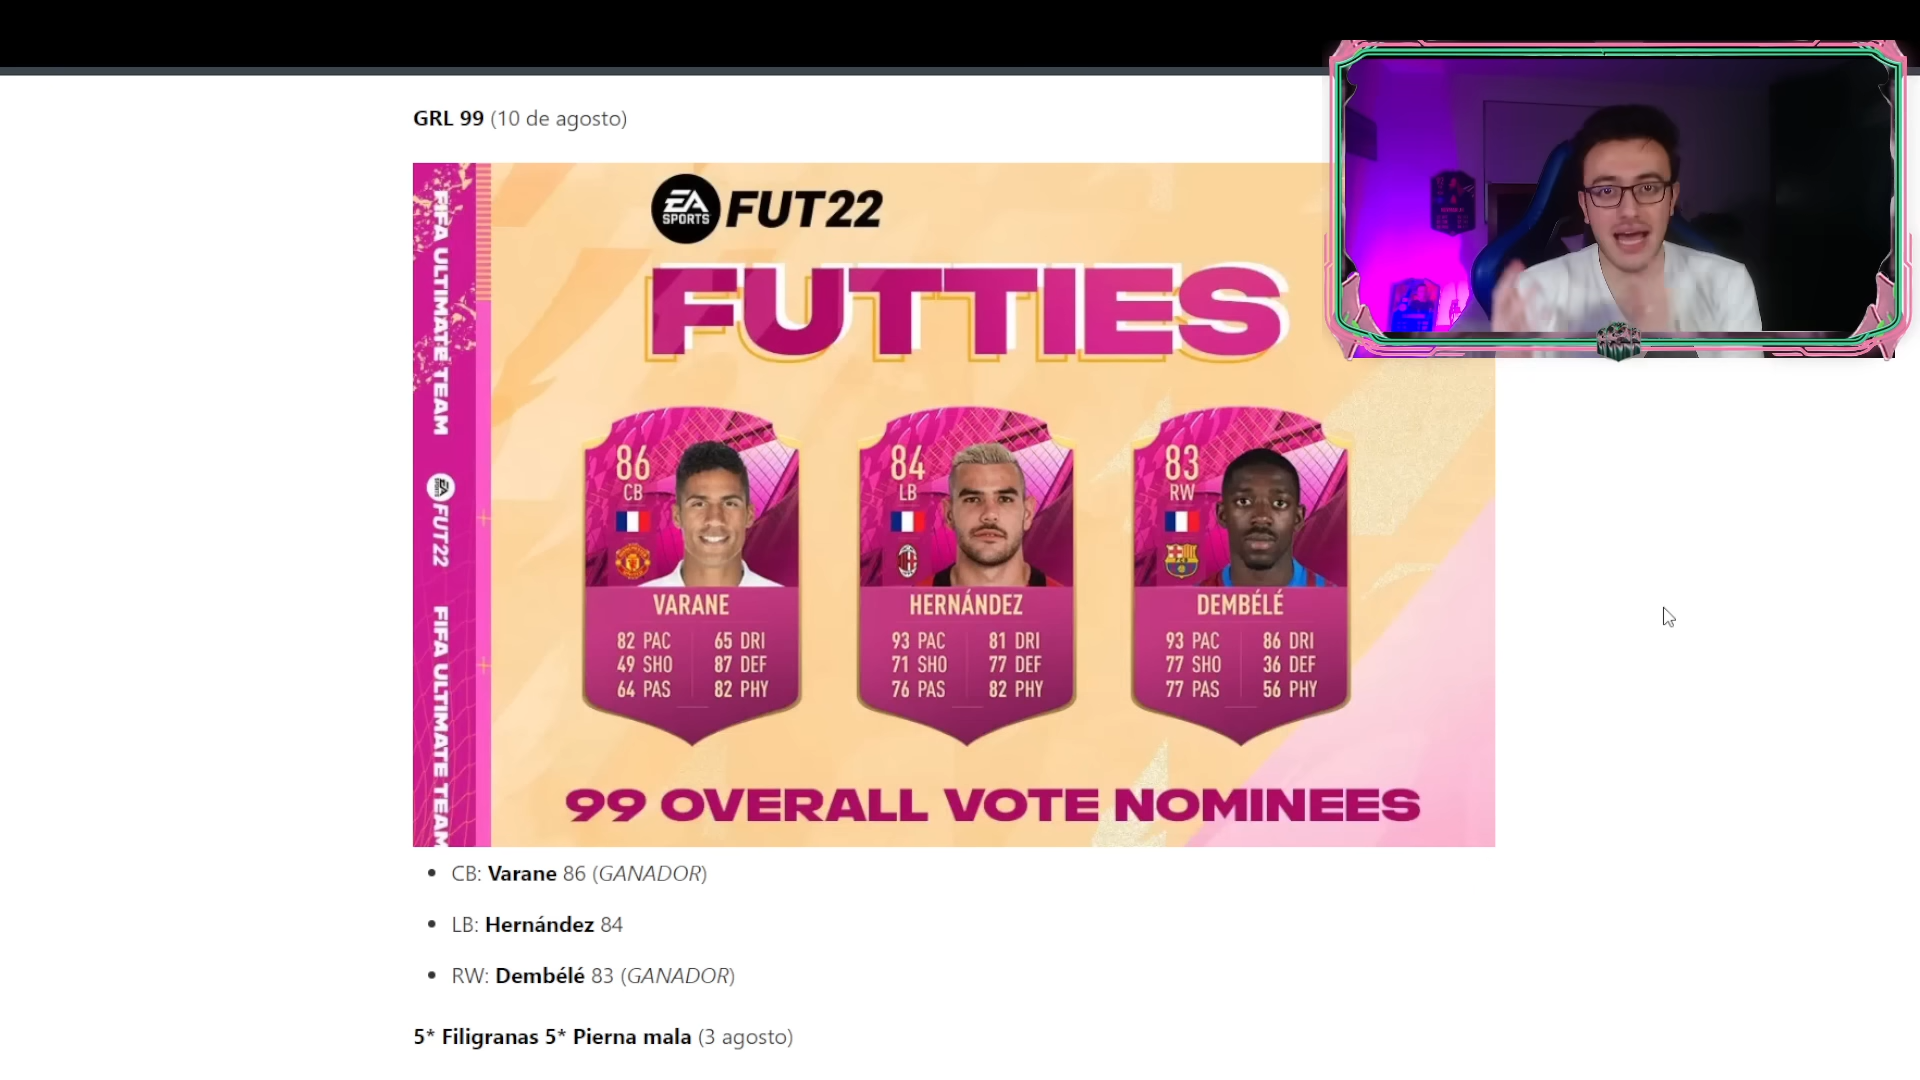 GRL 99 (10 de agosto)
FIFA ULTIMATE TEAM
EA SPORTS FUT22
FIFA ULTIMATE TEAM
EA SPORTS FUT22
FUTTIES
86
CB
VARANE
82 PAC 65 DRI
49 SHO 87 DEF
64 PAS 82 PHY
84
LB
HERNÁNDEZ
93 PAC 81 DRI
71 SHO 77 DEF
76 PAS 82 PHY
83
RW
DEMBÉLÉ
93 PAC 86 DRI
77 SHO 36 DEF
77 PAS 56 PHY
99 OVERALL VOTE NOMINEES
• CB: Varane 86 (GANADOR)
• LB: Hernández 84
• RW: Dembélé 83 (GANADOR)
5* Filigranas 5* Pierna mala (3 agosto)